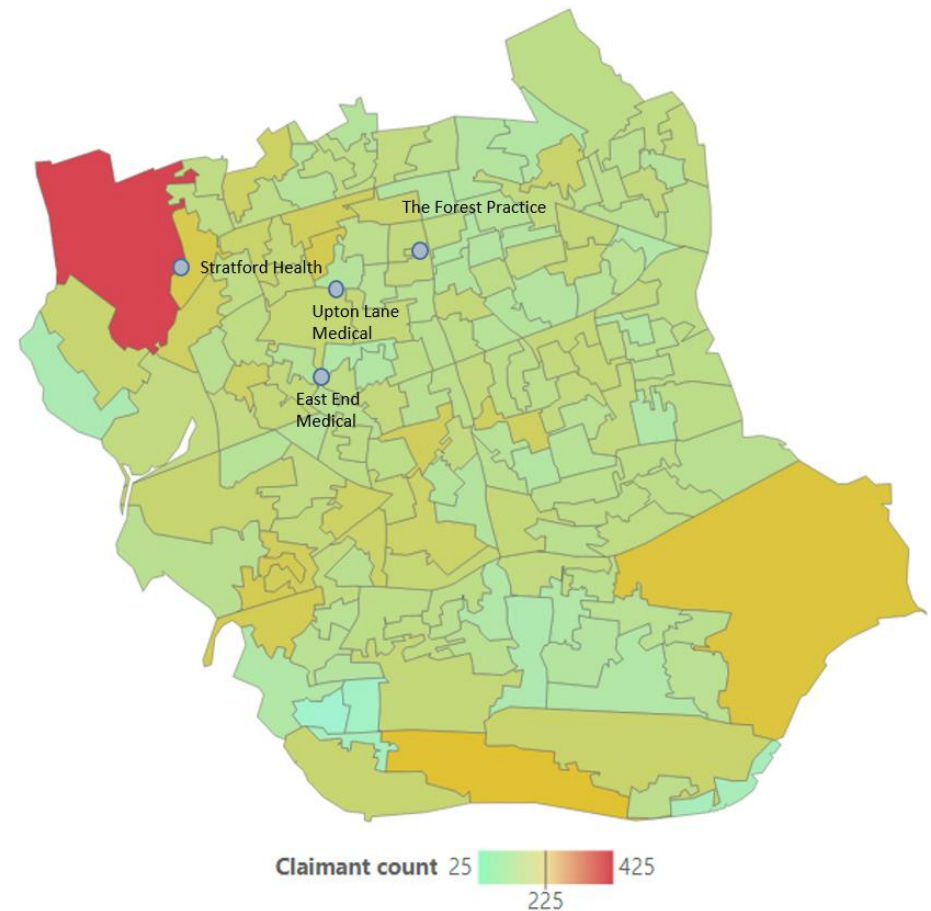 The Forest Practice
Stratford Health
Upton Lane
Medical
East End
Medical
Claimant count 25 425
225